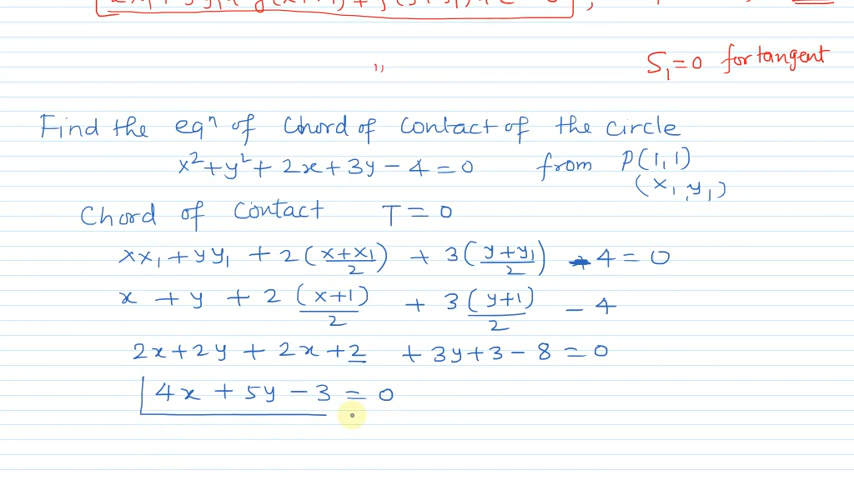 S₁=0 for tangent
Find the eqⁿ of chord of contact of the circle
x²+y²+2x+3y-4=0 from P(1,1)
(x₁,y₁)
Chord of contact T=0
xx₁+yy₁+2(x+x₁)/2+3(y+y₁)/2-4=0
x+y+2(x+1)/2+3(y+1)/2-4
2x+2y+2x+2+3y+3-8=0
4x+5y-3=0